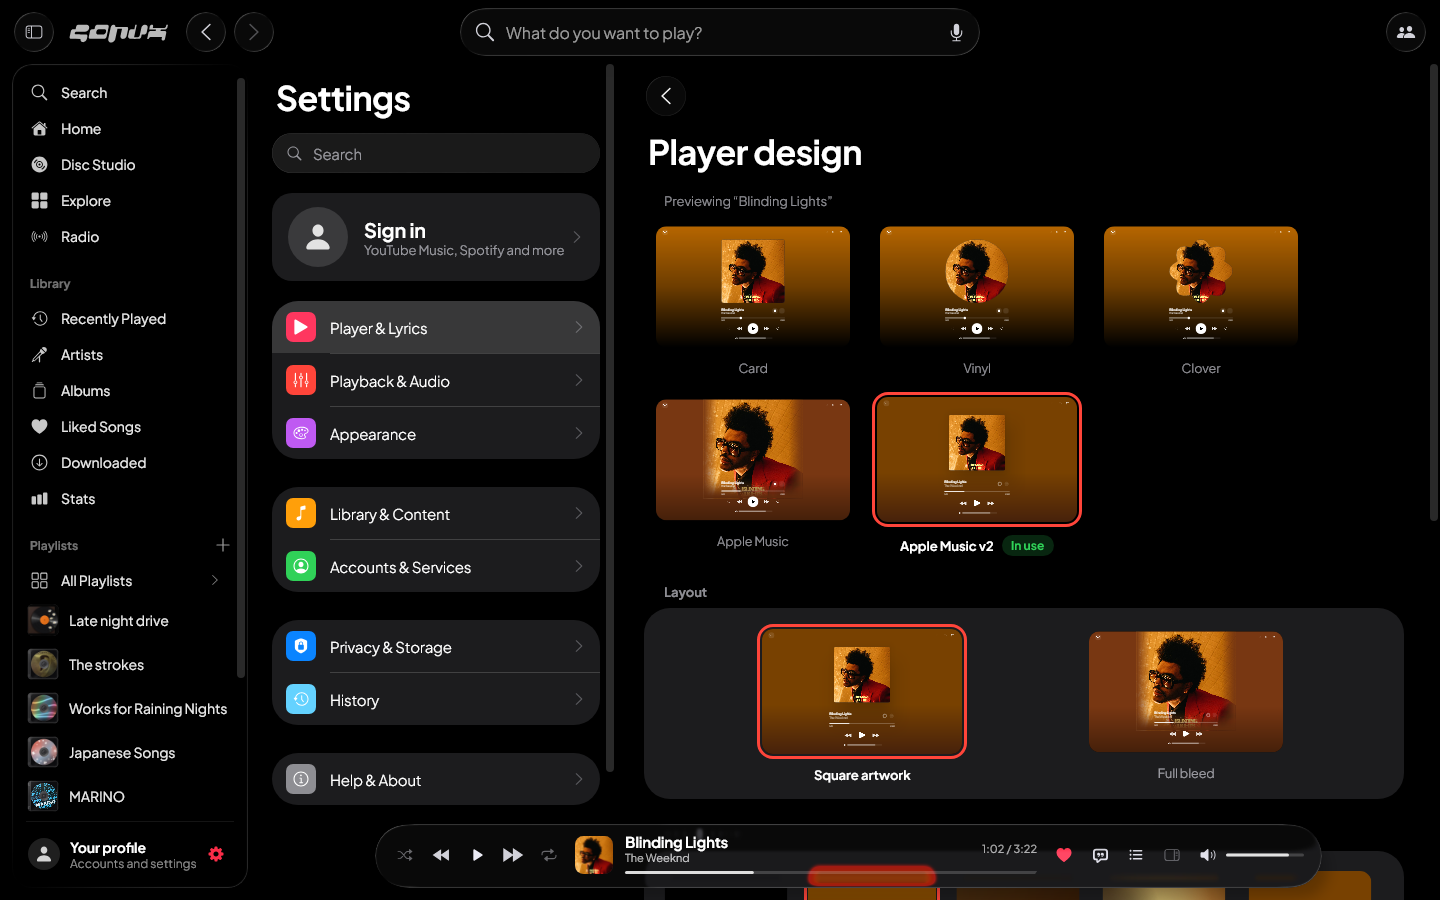 What do you want to play?
Search
Home
Disc Studio
Explore
Radio
Library
Recently Played
Artists
Albums
Liked Songs
Downloaded
Stats
Playlists
All Playlists
Late night drive
The strokes
Works for Raining Nights
Japanese Songs
MARINO
Your profile
Accounts and settings
Settings
Search
Sign in
YouTube Music, Spotify and more
Player & Lyrics
Playback & Audio
Appearance
Library & Content
Accounts & Services
Privacy & Storage
History
Help & About
Player design
Previewing “Blinding Lights”
Card
Vinyl
Clover
Apple Music
Apple Music v2
In use
Layout
Square artwork
Full bleed
Blinding Lights
The Weeknd
1:02 / 3:22